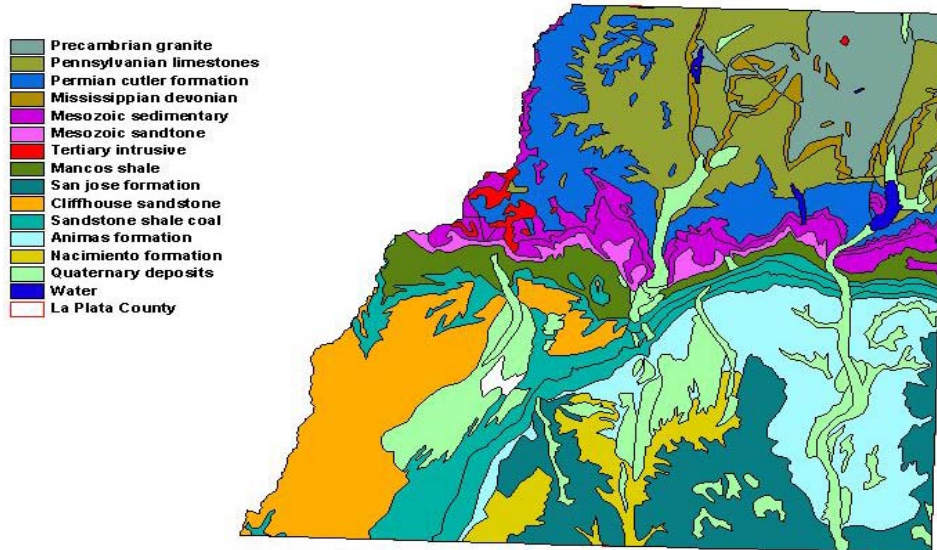 Precambrian granite
Pennsylvanian limestones
Permian cutler formation
Mississippian devonian
Mesozoic sedimentary
Mesozoic sandtone
Tertiary intrusive
Mancos shale
San jose formation
Cliffhouse sandstone
Sandstone shale coal
Animas formation
Nacimiento formation
Quaternary deposits
Water
La Plata County